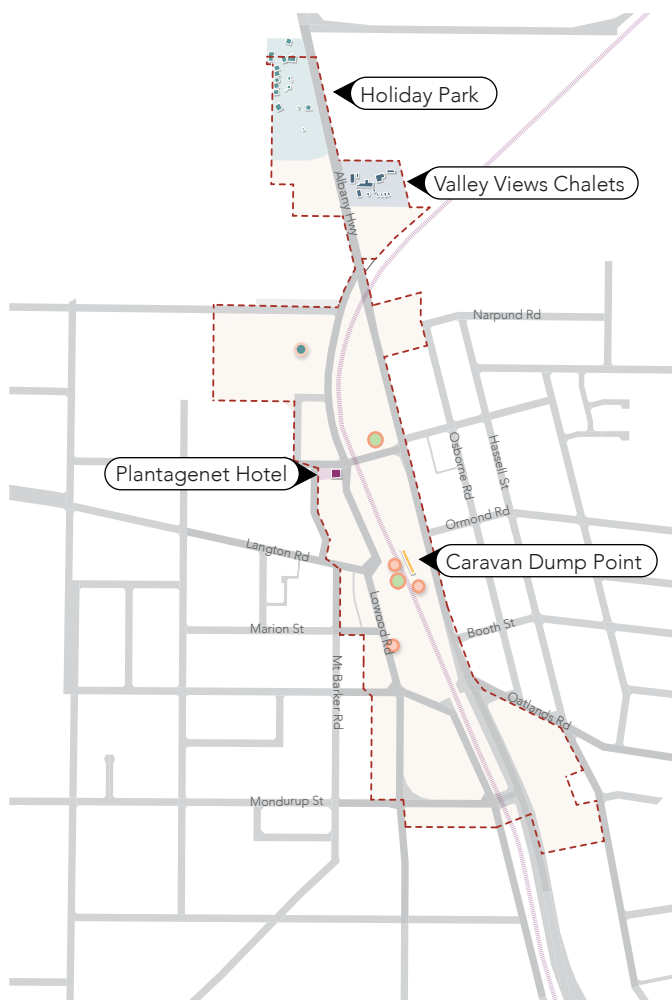 Holiday Park
Valley Views Chalets
Albany Hwy
Narpund Rd
Osborne Rd
Hassell St
Plantagenet Hotel
Ormond Rd
Langton Rd
Caravan Dump Point
Lowood Rd
Marion St
Booth St
Mt Barker Rd
Oatlands Rd
Mondurup St